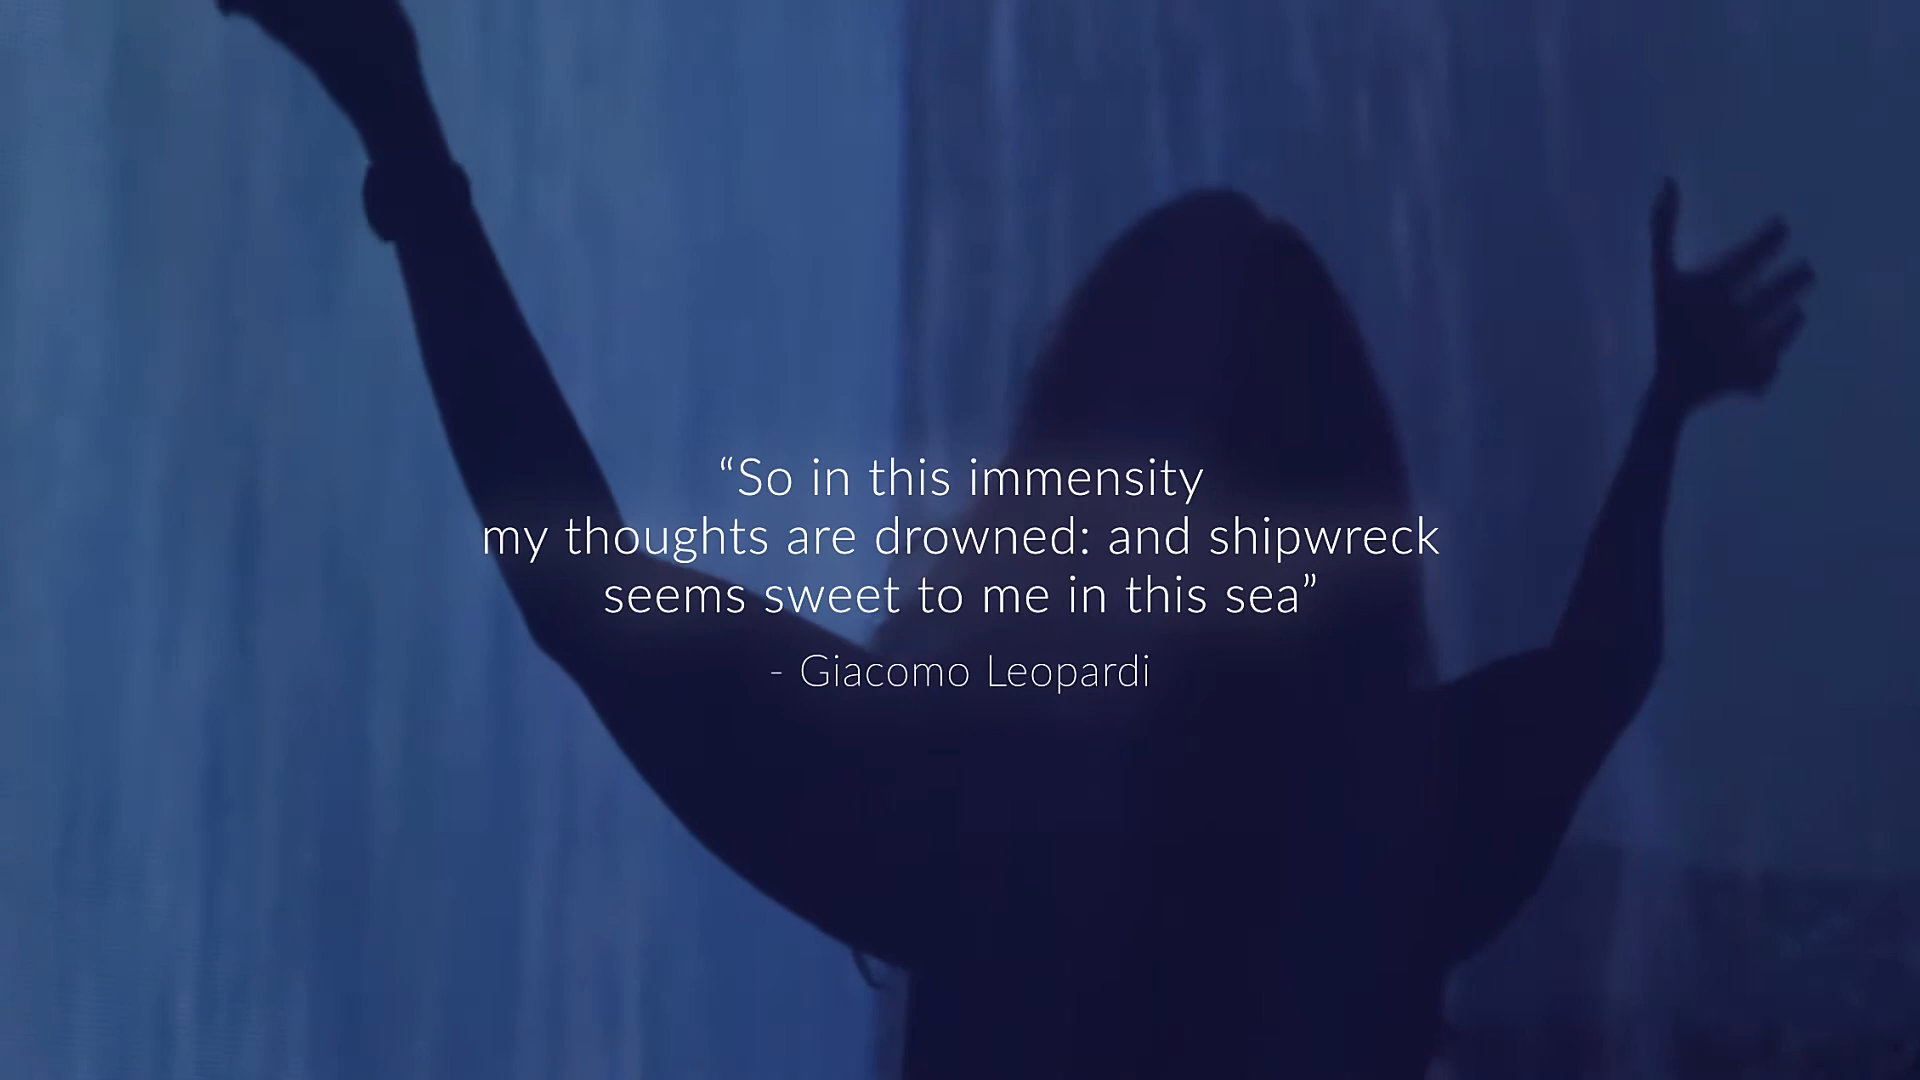 “So in this immensity
my thoughts are drowned: and shipwreck
seems sweet to me in this sea”
- Giacomo Leopardi